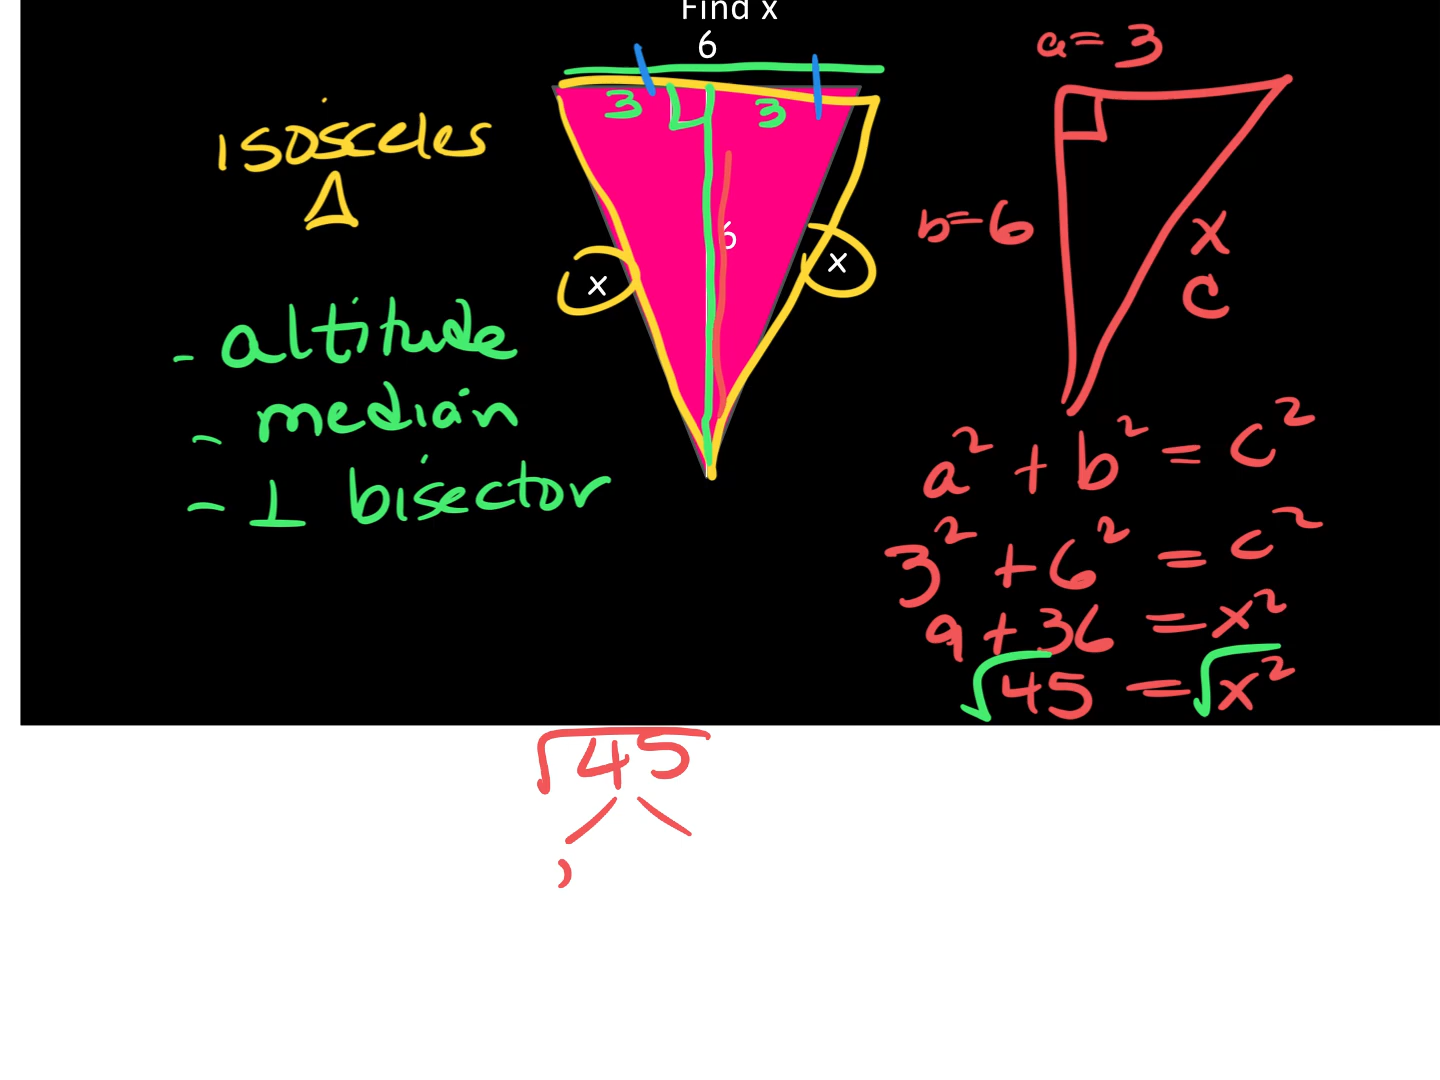 Find x
6
a = 3
3 3
isosceles
Δ
6
b = 6
x
x
x
c
- altitude
- median
- ⊥ bisector
a² + b² = c²
3² + 6² = c²
9 + 36 = x²
√45 = √x²
√45